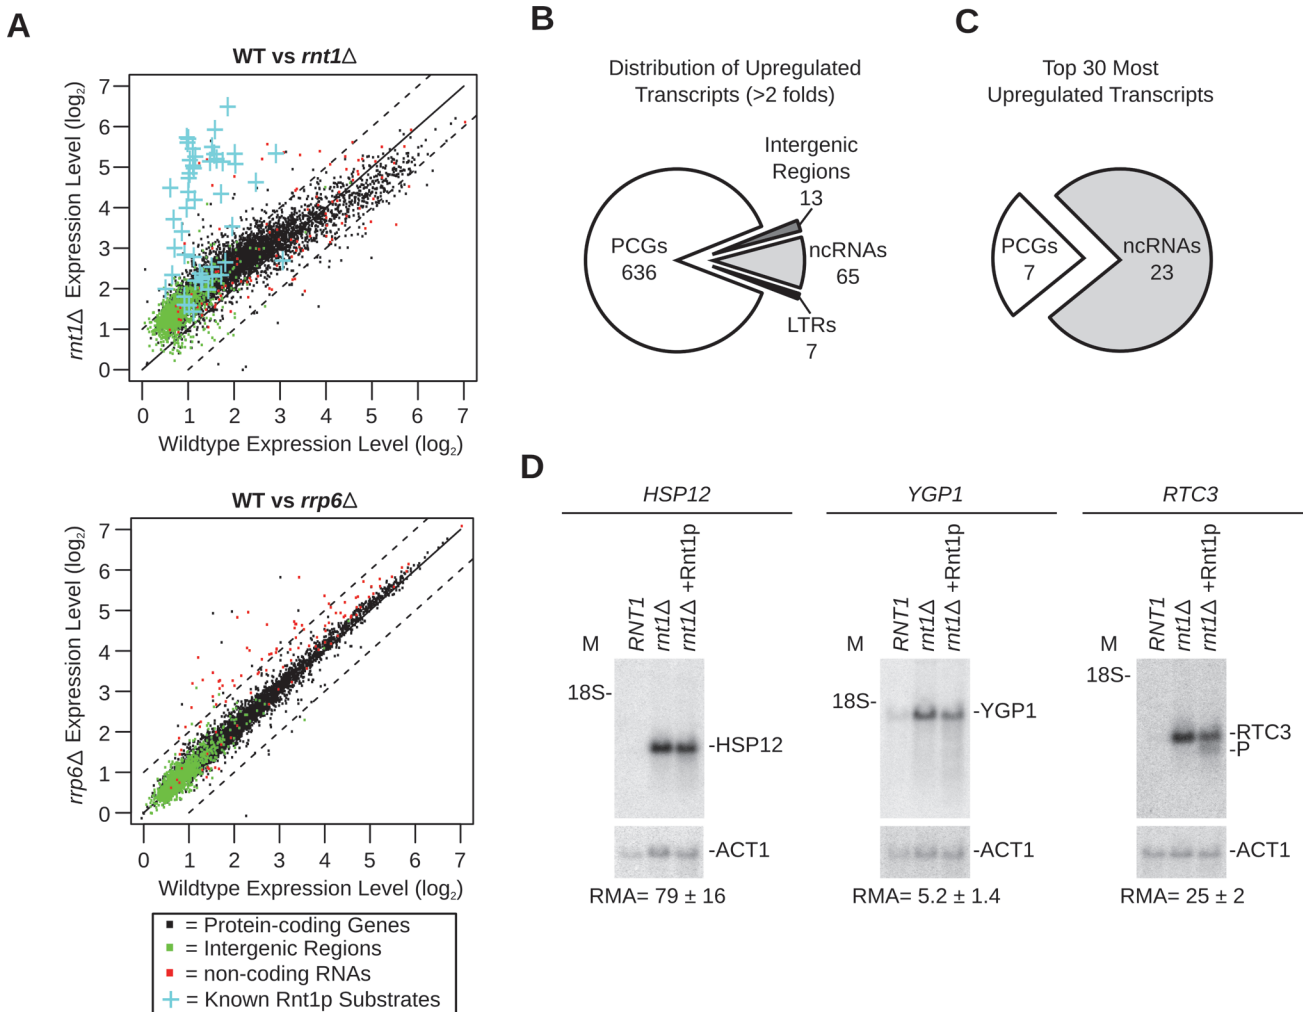 A
WT vs rnt1Δ
rnt1Δ Expression Level (log2)
7
6
5
4
3
2
1
0
0 1 2 3 4 5 6 7
Wildtype Expression Level (log2)
WT vs rrp6Δ
rrp6Δ Expression Level (log2)
7
6
5
4
3
2
1
0
0 1 2 3 4 5 6 7
Wildtype Expression Level (log2)
= Protein-coding Genes
= Intergenic Regions
= non-coding RNAs
= Known Rnt1p Substrates
B
Distribution of Upregulated
Transcripts (>2 folds)
Intergenic
Regions
13
PCGs
636
ncRNAs
65
LTRs
7
C
Top 30 Most
Upregulated Transcripts
PCGs
7
ncRNAs
23
D
HSP12
M
RNT1
rnt1Δ
rnt1Δ +Rnt1p
18S-
-HSP12
-ACT1
RMA= 79 ± 16
YGP1
M
RNT1
rnt1Δ
rnt1Δ +Rnt1p
18S-
-YGP1
-ACT1
RMA= 5.2 ± 1.4
RTC3
M
RNT1
rnt1Δ
rnt1Δ +Rnt1p
18S-
-RTC3
-P
-ACT1
RMA= 25 ± 2